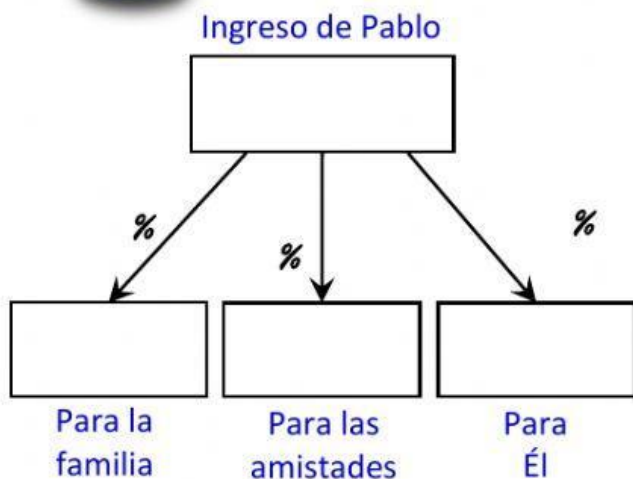 Ingreso de Pablo
%
%
%
Para la
familia
Para las
amistades
Para
Él